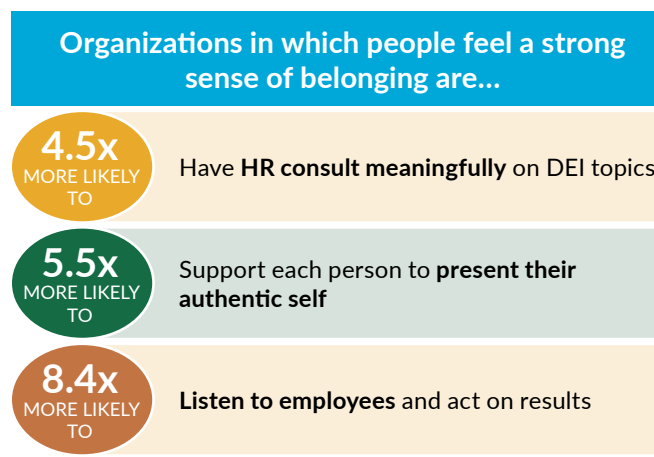 Organizations in which people feel a strong
sense of belonging are...
4.5x
MORE LIKELY
TO
Have HR consult meaningfully on DEI topics
5.5x
MORE LIKELY
TO
Support each person to present their
authentic self
8.4x
MORE LIKELY
TO
Listen to employees and act on results